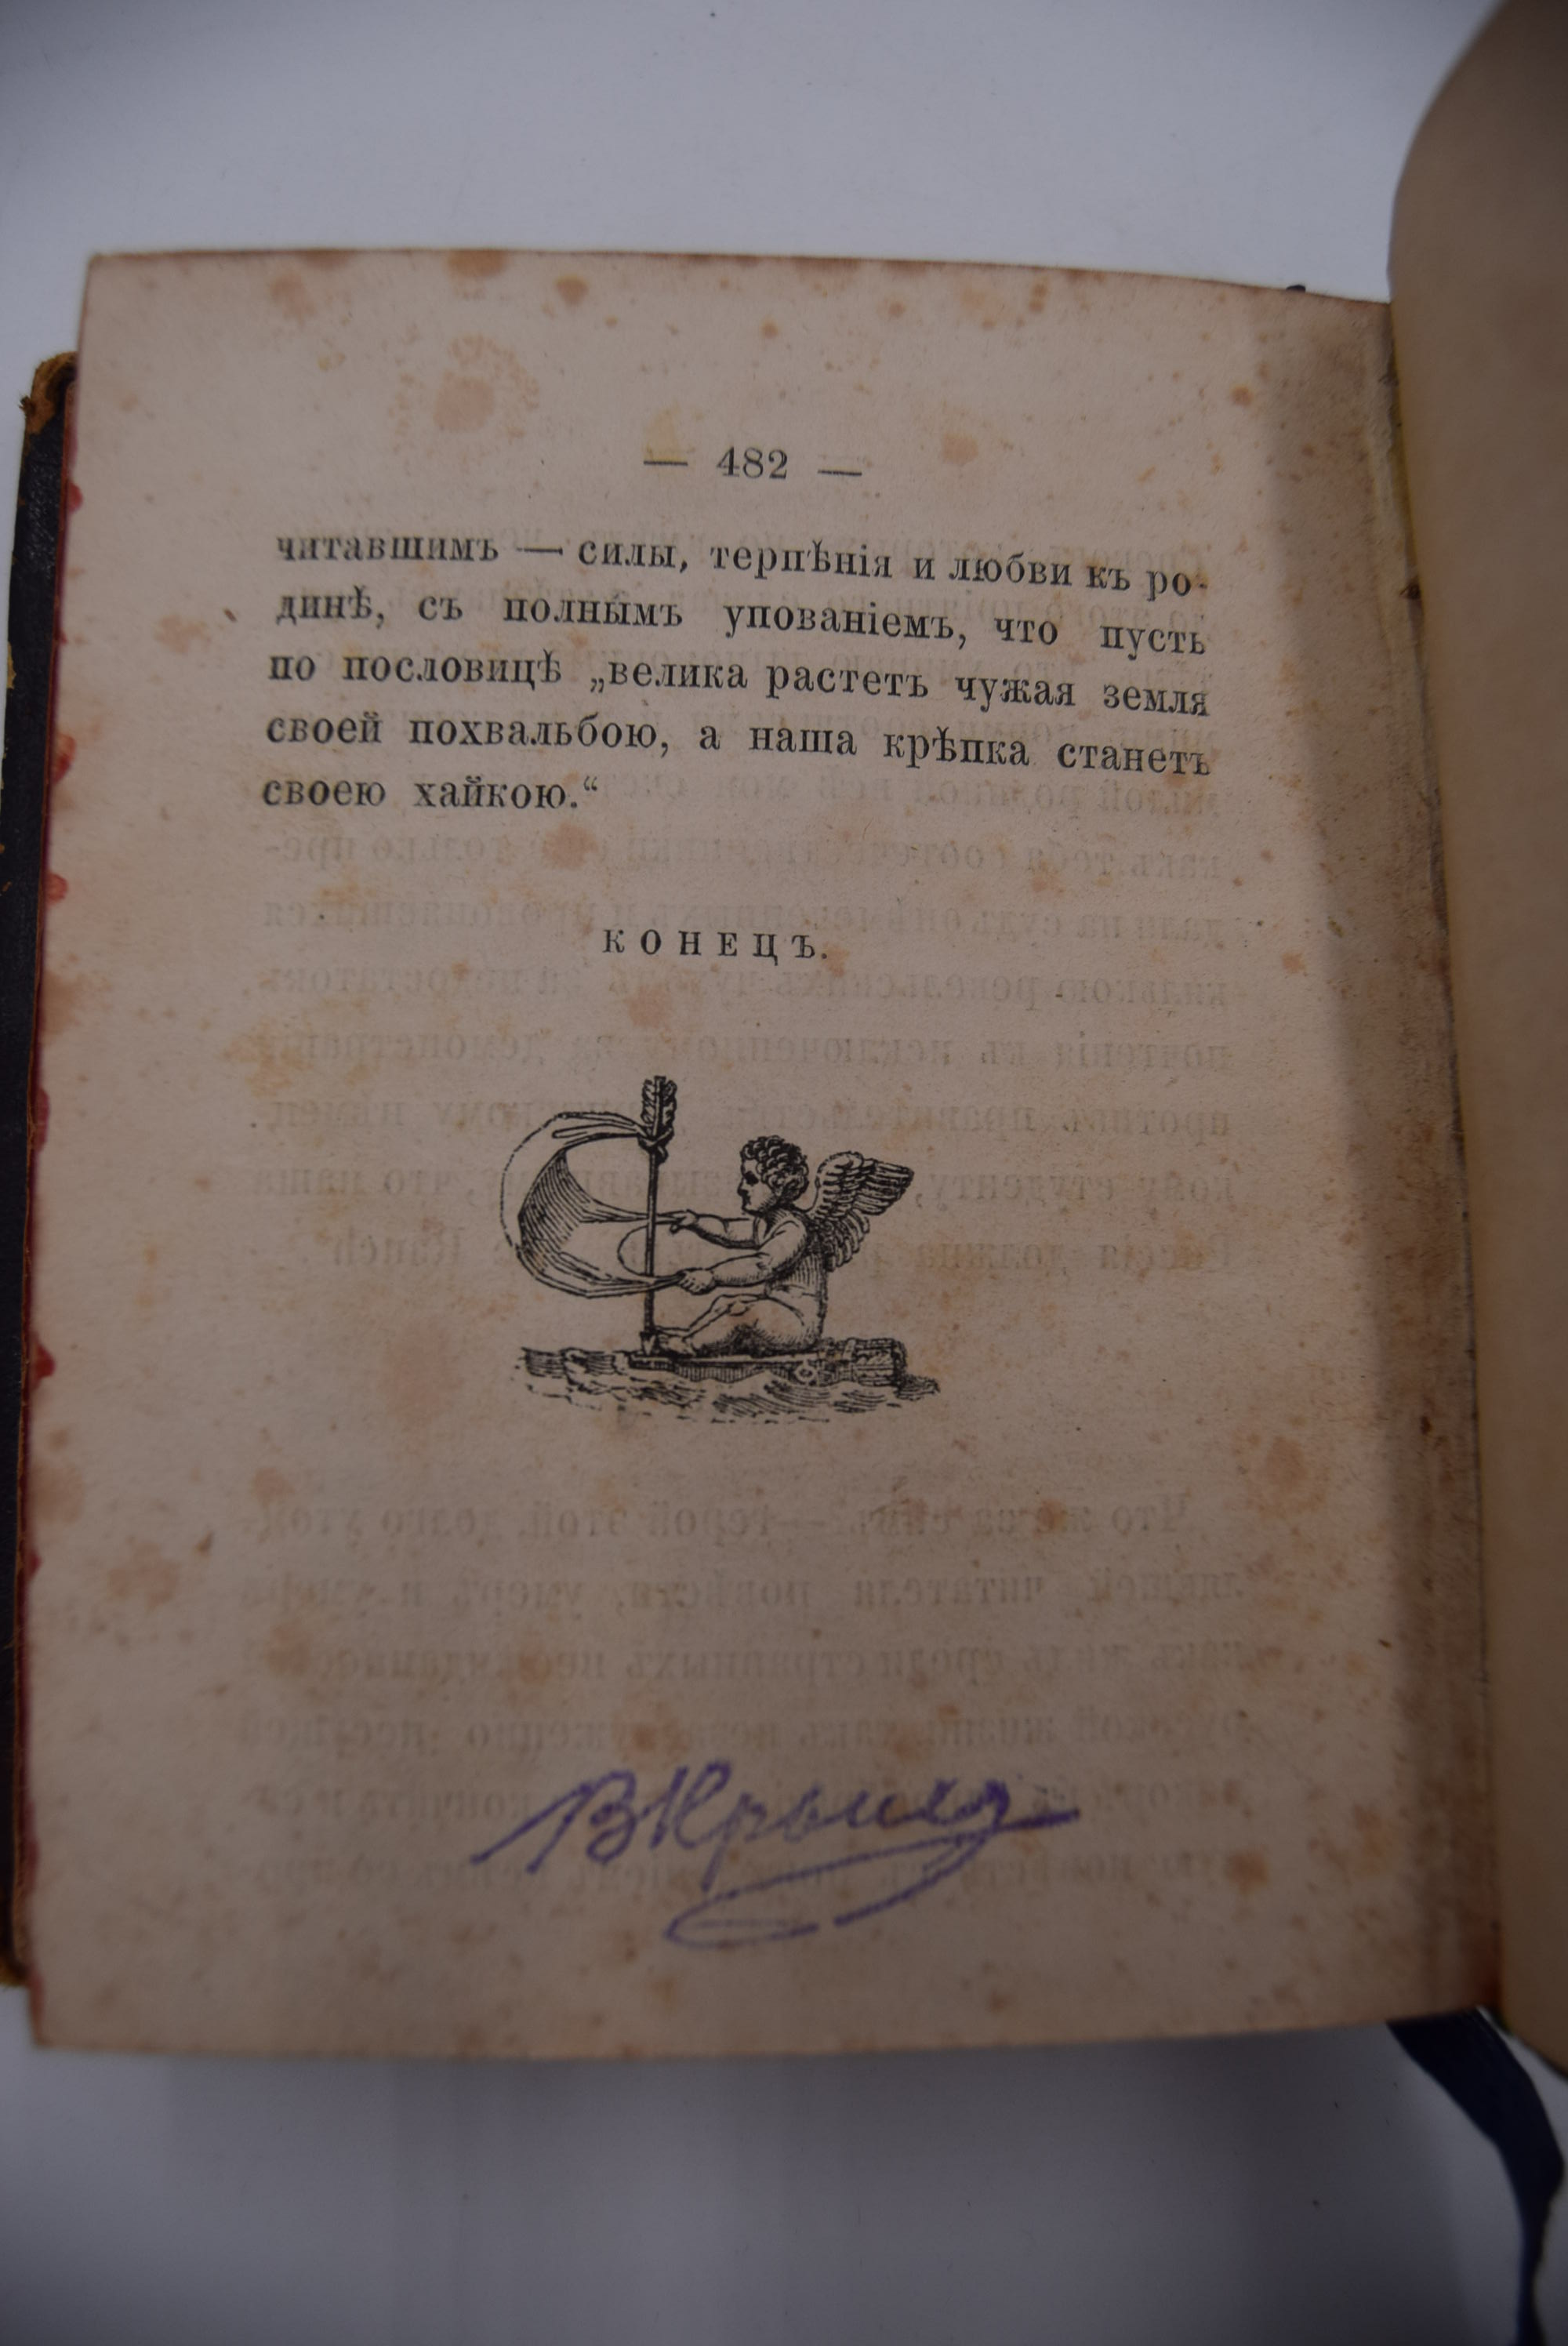 — 482 —
читавшимъ — силы, терпѣнія и любви къ ро-
динѣ, съ полнымъ упованіемъ, что пусть
по пословицѣ „велика растетъ чужая земля
своей похвальбою, а наша крѣпка станетъ
своею хайкою.“
КОНЕЦЪ.